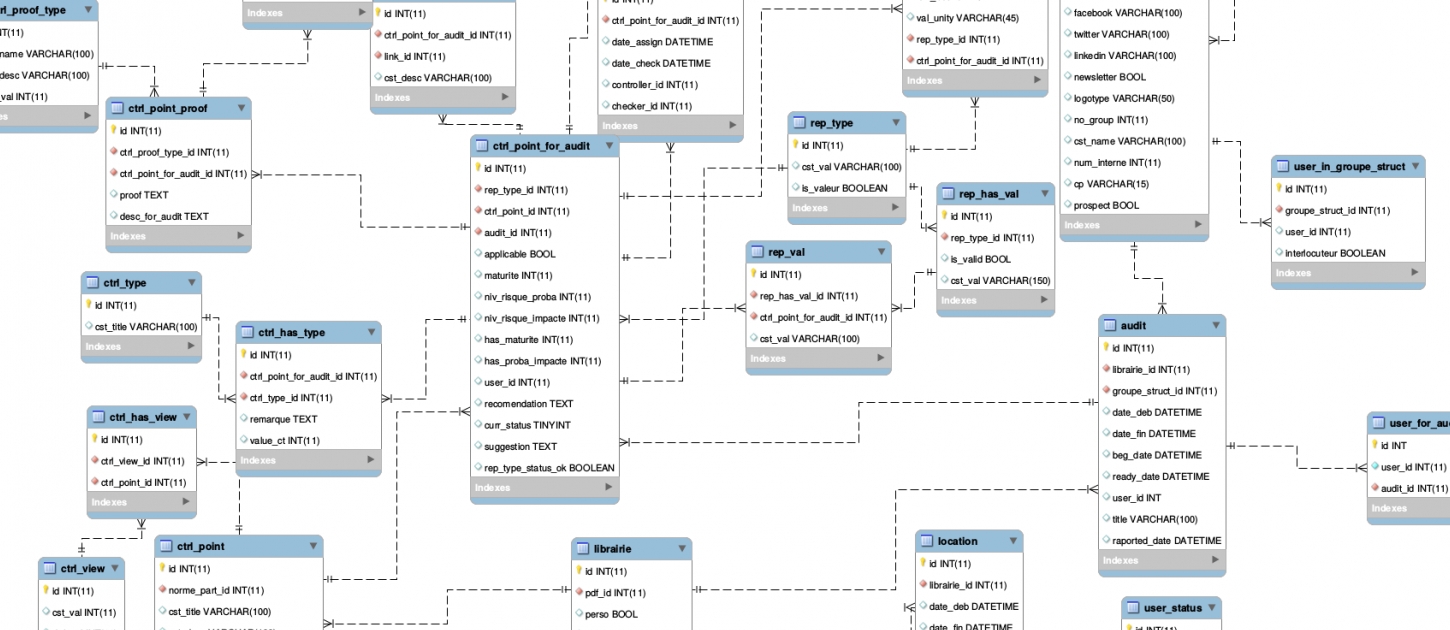 rl_proof_type
INT(11)
name VARCHAR(100)
desc VARCHAR(100)
val INT(11)
ctrl_point_proof
id INT(11)
ctrl_proof_type_id INT(11)
ctrl_point_for_audit_id INT(11)
proof TEXT
desc_for_audit TEXT
Indexes
Indexes
id INT(11)
ctrl_point_for_audit_id INT(11)
link_id INT(11)
cst_desc VARCHAR(100)
Indexes
id INT(11)
ctrl_point_for_audit_id INT(11)
date_assign DATETIME
date_check DATETIME
controller_id INT(11)
checker_id INT(11)
Indexes
val_unity VARCHAR(45)
rep_type_id INT(11)
ctrl_point_for_audit_id INT(11)
Indexes
facebook VARCHAR(100)
twitter VARCHAR(100)
linkedin VARCHAR(100)
newsletter BOOL
logotype VARCHAR(50)
no_group INT(11)
cst_name VARCHAR(100)
num_interne INT(11)
cp VARCHAR(15)
prospect BOOL
Indexes
ctrl_point_for_audit
id INT(11)
rep_type_id INT(11)
ctrl_point_id INT(11)
audit_id INT(11)
applicable BOOL
maturite INT(11)
niv_risque_proba INT(11)
niv_risque_impacte INT(11)
has_maturite INT(11)
has_proba_impacte INT(11)
user_id INT(11)
recomendation TEXT
curr_status TINYINT
suggestion TEXT
rep_type_status_ok BOOLEAN
Indexes
rep_type
id INT(11)
cst_val VARCHAR(100)
is_valeur BOOLEAN
Indexes
rep_has_val
id INT(11)
rep_type_id INT(11)
is_valid BOOL
cst_val VARCHAR(150)
Indexes
rep_val
id INT(11)
rep_has_val_id INT(11)
ctrl_point_for_audit_id INT(11)
cst_val VARCHAR(100)
Indexes
user_in_groupe_struct
id INT(11)
groupe_struct_id INT(11)
user_id INT(11)
interlocuteur BOOLEAN
Indexes
ctrl_type
id INT(11)
cst_title VARCHAR(100)
Indexes
ctrl_has_type
id INT(11)
ctrl_point_for_audit_id INT(11)
ctrl_type_id INT(11)
remarque TEXT
value_ct INT(11)
Indexes
ctrl_has_view
id INT(11)
ctrl_view_id INT(11)
ctrl_point_id INT(11)
Indexes
audit
id INT(11)
librairie_id INT(11)
groupe_struct_id INT(11)
date_deb DATETIME
date_fin DATETIME
beg_date DATETIME
ready_date DATETIME
user_id INT
title VARCHAR(100)
raported_date DATETIME
Indexes
user_for_au
id INT
user_id INT(11)
audit_id INT(11)
Indexes
ctrl_view
id INT(11)
cst_val INT(11)
ctrl_point
id INT(11)
norme_part_id INT(11)
cst_title VARCHAR(100)
librairie
id INT(11)
pdf_id INT(11)
perso BOOL
location
id INT(11)
librairie_id INT(11)
date_deb DATETIME
date_fin DATETIME
user_status
id INT(11)